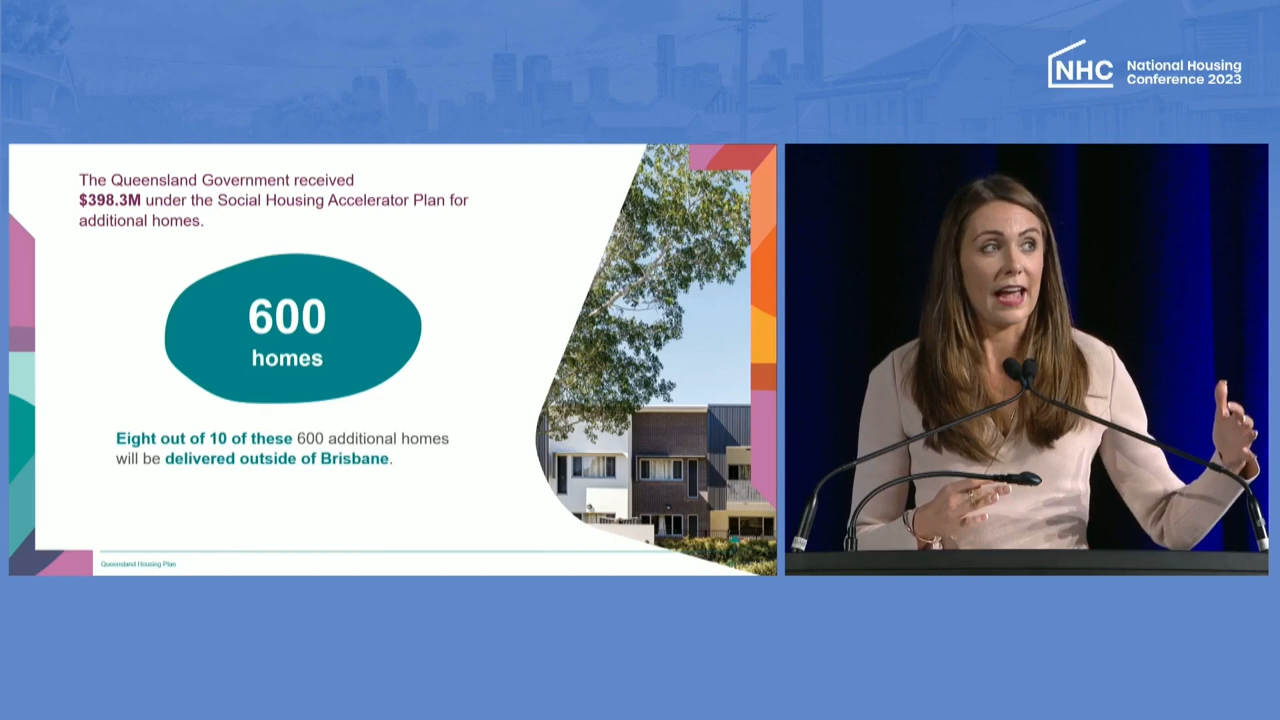 NHC National Housing
Conference 2023
The Queensland Government received
$398.3M under the Social Housing Accelerator Plan for
additional homes.
600
homes
Eight out of 10 of these 600 additional homes
will be delivered outside of Brisbane.
Queensland Housing Plan